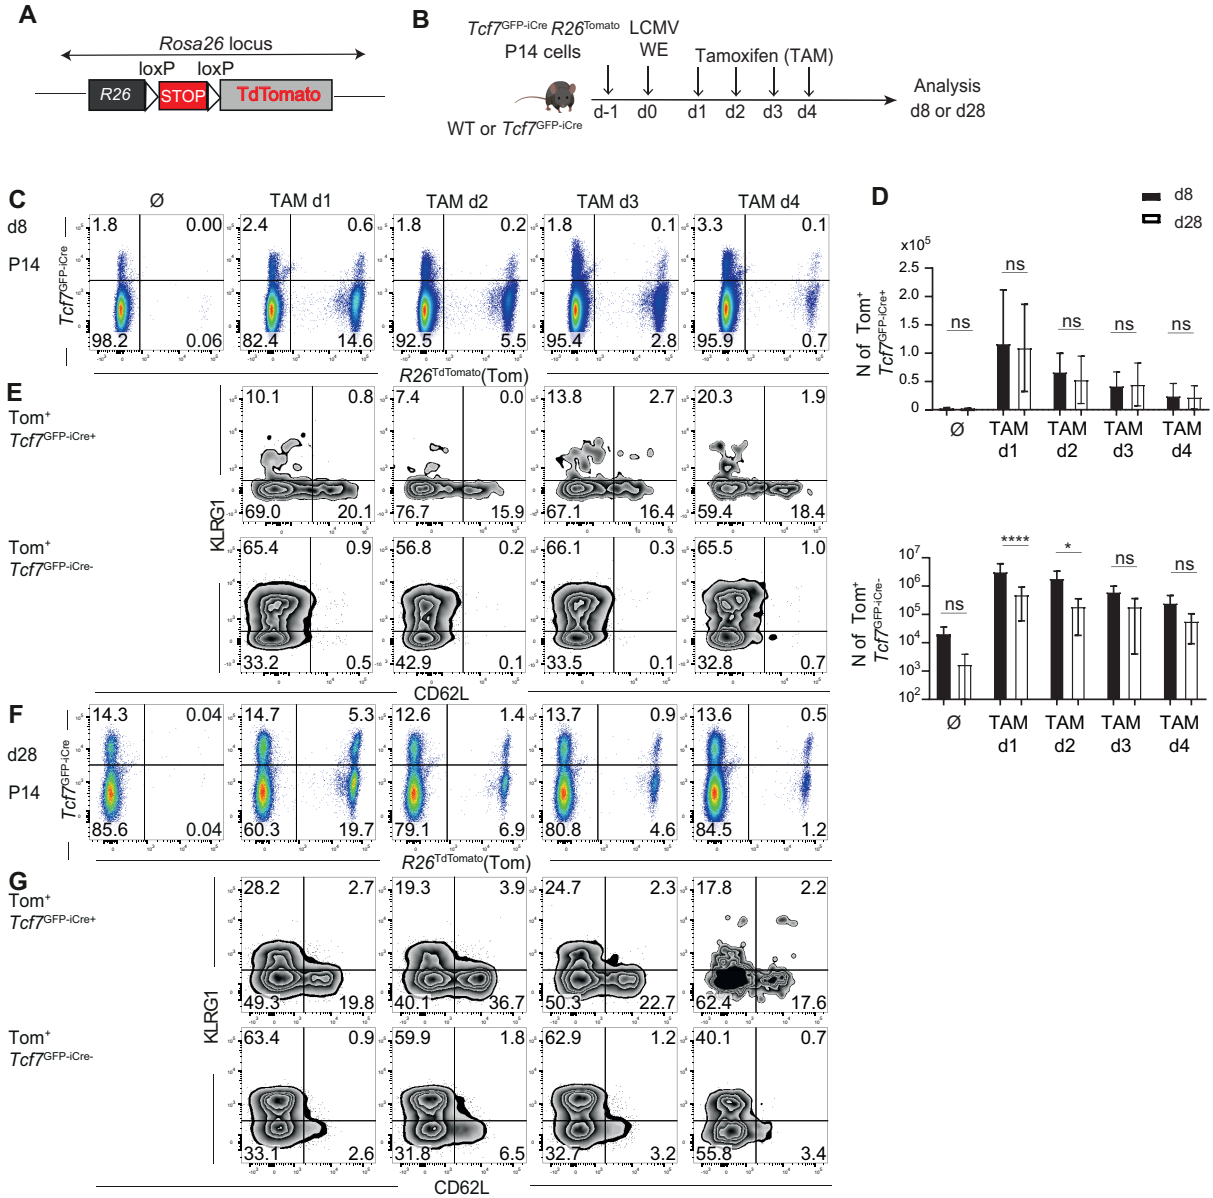 A
Rosa26 locus
loxP loxP
R26 STOP TdTomato
B
Tcf7GFP-iCre R26Tomato
P14 cells
LCMV
WE
Tamoxifen (TAM)
d-1 d0 d1 d2 d3 d4
WT or Tcf7GFP-iCre
Analysis
d8 or d28
C
Ø TAM d1 TAM d2 TAM d3 TAM d4
d8
P14
Tcf7GFP-iCre
1.8 0.00 2.4 0.6 1.8 0.2 1.8 0.1 3.3 0.1
98.2 0.06 82.4 14.6 92.5 5.5 95.4 2.8 95.9 0.7
R26TdTomato(Tom)
D
d8
d28
x10⁵
N of Tom⁺
Tcf7GFP-iCre+
2.5
2.0
1.5
1.0
0.5
0
ns ns ns ns ns
Ø TAM TAM TAM TAM
d1 d2 d3 d4
N of Tom⁺
Tcf7GFP-iCre-
10⁷
10⁶
10⁵
10⁴
10³
10²
ns **** * ns ns
Ø TAM TAM TAM TAM
d1 d2 d3 d4
E
Tom⁺
Tcf7GFP-iCre+
10.1 0.8 7.4 0.0 13.8 2.7 20.3 1.9
69.0 20.1 76.7 15.9 67.1 16.4 59.4 18.4
KLRG1
Tom⁺
Tcf7GFP-iCre-
65.4 0.9 56.8 0.2 66.1 0.3 65.5 1.0
33.2 0.5 42.9 0.1 33.5 0.1 32.8 0.7
CD62L
F
d28
P14
Tcf7GFP-iCre
14.3 0.04 14.7 5.3 12.6 1.4 13.7 0.9 13.6 0.5
85.6 0.04 60.3 19.7 79.1 6.9 80.8 4.6 84.5 1.2
R26TdTomato(Tom)
G
Tom⁺
Tcf7GFP-iCre+
28.2 2.7 19.3 3.9 24.7 2.3 17.8 2.2
49.3 19.8 40.1 36.7 50.3 22.7 62.4 17.6
KLRG1
Tom⁺
Tcf7GFP-iCre-
63.4 0.9 59.9 1.8 62.9 1.2 40.1 0.7
33.1 2.6 31.8 6.5 32.7 3.2 55.8 3.4
CD62L